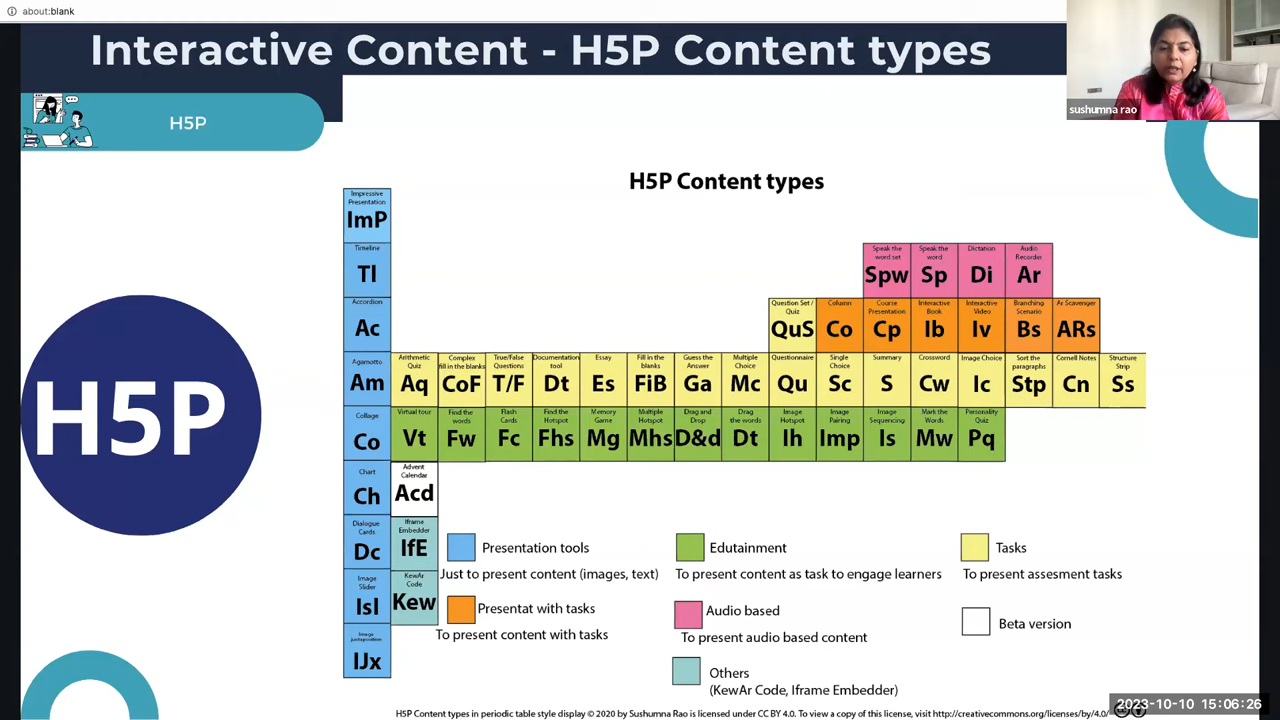 about:blank
Interactive Content - H5P Content types
sushumna rao
H5P
H5P Content types
Impressive
Presentation
ImP
Timeline
Tl
Speak the
word set
Spw
Speak the
word
Sp
Dictation
Di
Audio
Recorder
Ar
Accordion
Ac
Question Set /
Quiz
QuS
Column
Co
Course
Presentation
Cp
Interactive
Book
Ib
Interactive
Video
Iv
Branching
Scenario
Bs
Ar Scavenger
ARs
Agamotto
Am
Arithmetic
Quiz
Aq
Complex
fill in the blanks
CoF
True/False
Questions
T/F
Documentation
tool
Dt
Essay
Es
Fill in the
blanks
FiB
Guess the
Answer
Ga
Multiple
Choice
Mc
Questionnaire
Qu
Single
Choice
Sc
Summary
S
Crossword
Cw
Image Choice
Ic
Sort the
paragraphs
Stp
Cornell Notes
Cn
Structure
Strip
Ss
Collage
Co
Virtual tour
Vt
Find the
words
Fw
Flash
Cards
Fc
Find the
Hotspot
Fhs
Memory
Game
Mg
Multiple
Hotspot
Mhs
Drag and
Drop
D&d
Drag
the words
Dt
Image
Hotspot
Ih
Image
Pairing
Imp
Image
Sequencing
Is
Mark the
Words
Mw
Personality
Quiz
Pq
H5P
Chart
Ch
Advent
Calendar
Acd
Dialogue
Cards
Dc
Iframe
Embedder
IfE
Image
Slider
Isl
KewAr
Code
Kew
Image
juxtaposition
IJx
Presentation tools
Just to present content (images, text)
Edutainment
To present content as task to engage learners
Tasks
To present assesment tasks
Presentat with tasks
To present content with tasks
Audio based
To present audio based content
Beta version
Others
(KewAr Code, Iframe Embedder)
2023-10-10 15:06:26
H5P Content types in periodic table style display © 2020 by Sushumna Rao is licensed under CC BY 4.0. To view a copy of this license, visit http://creativecommons.org/licenses/by/4.0/